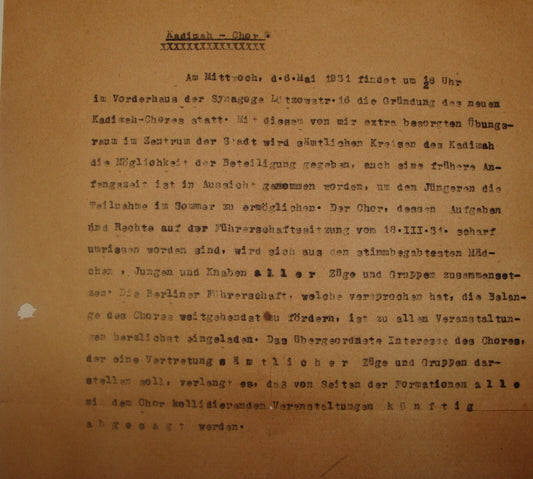 Kadimah - Chor
xxxxxxxxxxxxxxxx
Am Mittwoch, d.6.Mai 1931 findet um ½8 Uhr
im Vorderhaus der Synagoge Lützowstr.16 die Gründung des neuen
Kadimah-Chores statt. Mit diesem von mir extra besorgten Übungs-
raum im Zentrum der Stadt wird sämtlichen Kreisen des Kadimah
die Möglichkeit der Beteiligung gegeben, auch eine frühere An-
fangszeit ist in Aussicht genommen worden, um den Jüngeren die
Teilnahme im Sommer zu ermöglichen. Der Chor, dessen Aufgaben
und Rechte auf der Führerschaftsitzung vom 18.III.31. scharf
umrissen worden sind, wird sich aus den stimmbegabtesten Mäd-
chen , Jungen und Knaben a l l e r Züge und Gruppen zusammenset-
zen. Die Berliner Führerschaft, welche versprochen hat, die Belan-
ge des Chores weitgehendst zu fördern, ist zu allen Veranstaltun-
gen herzlichst eingeladen. Das übergeordnete Interesse des Chores,
der eine Vertretung s ä m t l i c h e r Züge und Gruppen dar-
stellen soll, verlangt es, daß von Seiten der Formationen a l l e
mit dem Chor kollidierenden Veranstaltungen k ü n f t i g
a b g e s a g t werden.